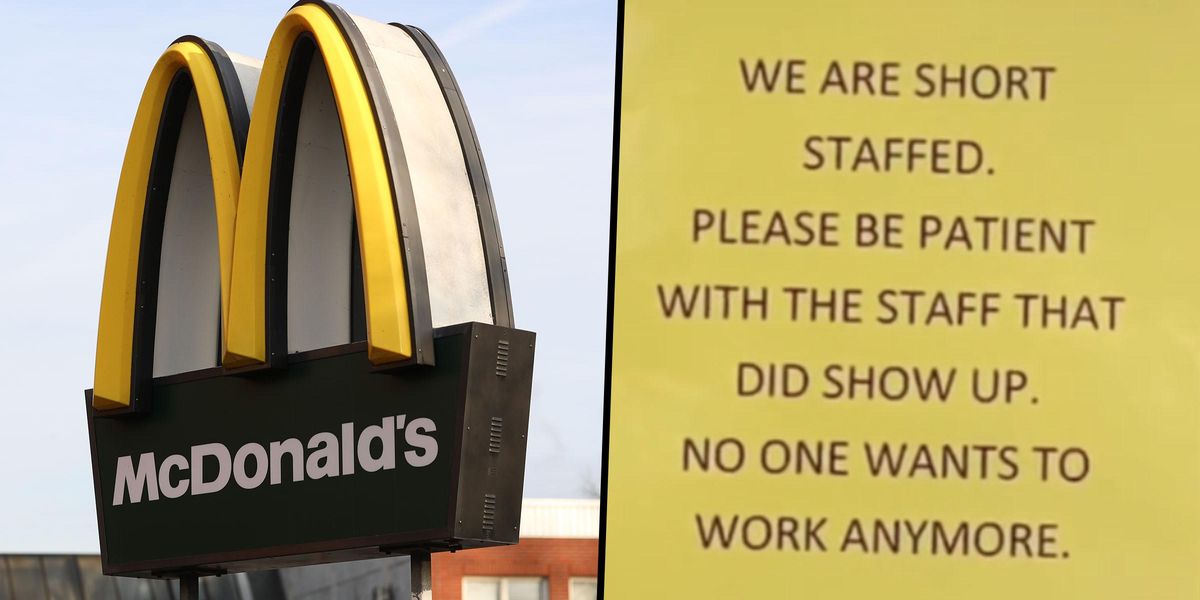 McDonald's
WE ARE SHORT
STAFFED.
PLEASE BE PATIENT
WITH THE STAFF THAT
DID SHOW UP.
NO ONE WANTS TO
WORK ANYMORE.